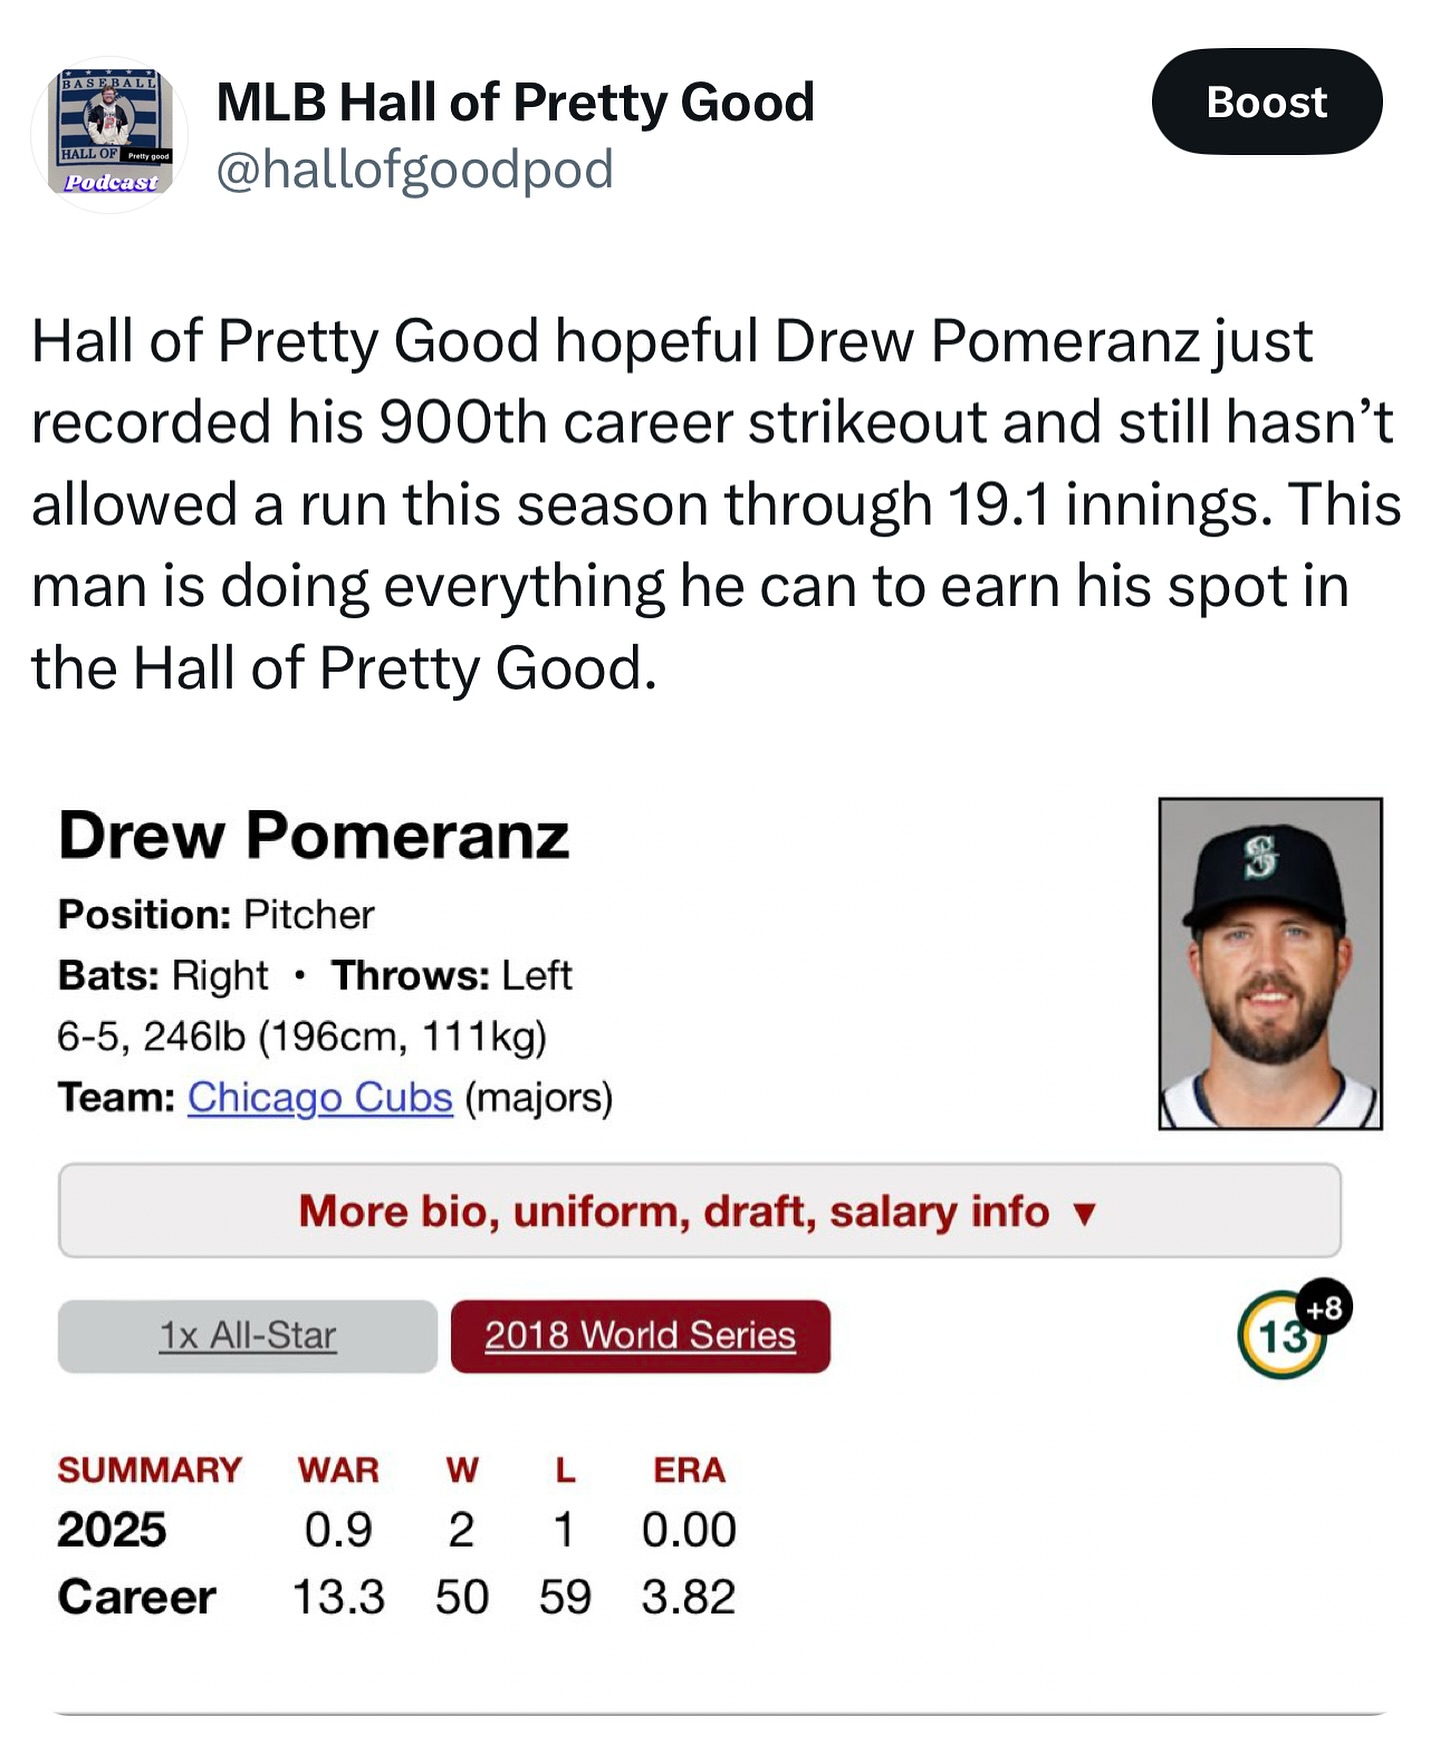 BASEBALL
HALL OF Pretty good
Podcast
MLB Hall of Pretty Good
@hallofgoodpod
Boost
Hall of Pretty Good hopeful Drew Pomeranz just
recorded his 900th career strikeout and still hasn’t
allowed a run this season through 19.1 innings. This
man is doing everything he can to earn his spot in
the Hall of Pretty Good.
Drew Pomeranz
Position: Pitcher
Bats: Right • Throws: Left
6-5, 246lb (196cm, 111kg)
Team: Chicago Cubs (majors)
S
More bio, uniform, draft, salary info ▼
1x All-Star 2018 World Series 13 +8
SUMMARY WAR W L ERA
2025 0.9 2 1 0.00
Career 13.3 50 59 3.82